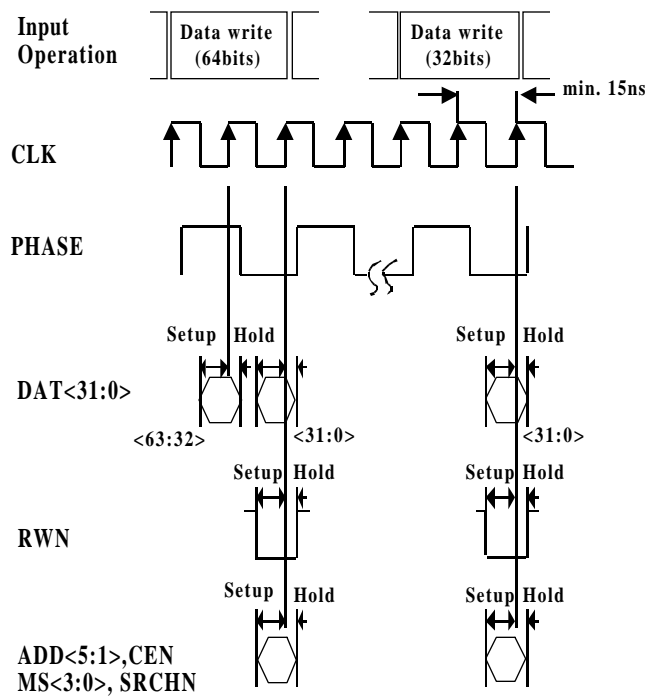 Input
Operation
Data write
(64bits)
Data write
(32bits)
min. 15ns
CLK
PHASE
Setup Hold
Setup Hold
DAT<31:0>
<63:32>
<31:0>
<31:0>
Setup Hold
Setup Hold
RWN
Setup Hold
Setup Hold
ADD<5:1>,CEN
MS<3:0>, SRCHN